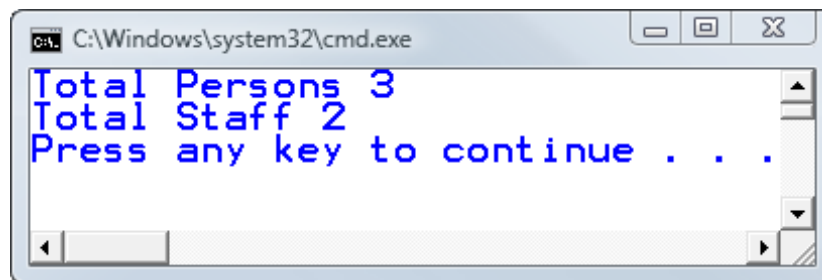 C:\Windows\system32\cmd.exe
Total Persons 3
Total Staff 2
Press any key to continue . . .